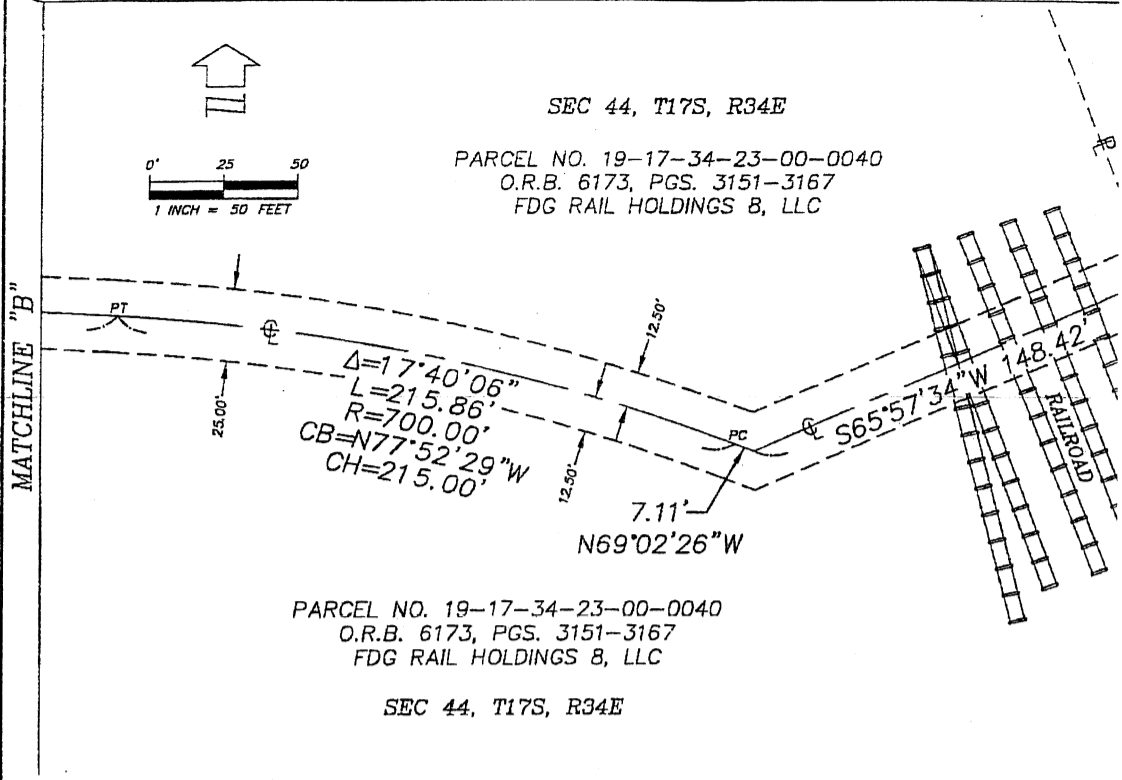 SEC 44, T17S, R34E
PARCEL NO. 19-17-34-23-00-0040
O.R.B. 6173, PGS. 3151-3167
FDG RAIL HOLDINGS 8, LLC
N
0' 25 50
1 INCH = 50 FEET
MATCHLINE "B"
PT
℄
25.00'
Δ=17°40'06"
L=215.86'
R=700.00'
CB=N77°52'29"W
CH=215.00'
12.50'
12.50'
PC
℄
S65°57'34"W 148.42'
RAILROAD
7.11'
N69°02'26"W
PL
PARCEL NO. 19-17-34-23-00-0040
O.R.B. 6173, PGS. 3151-3167
FDG RAIL HOLDINGS 8, LLC
SEC 44, T17S, R34E